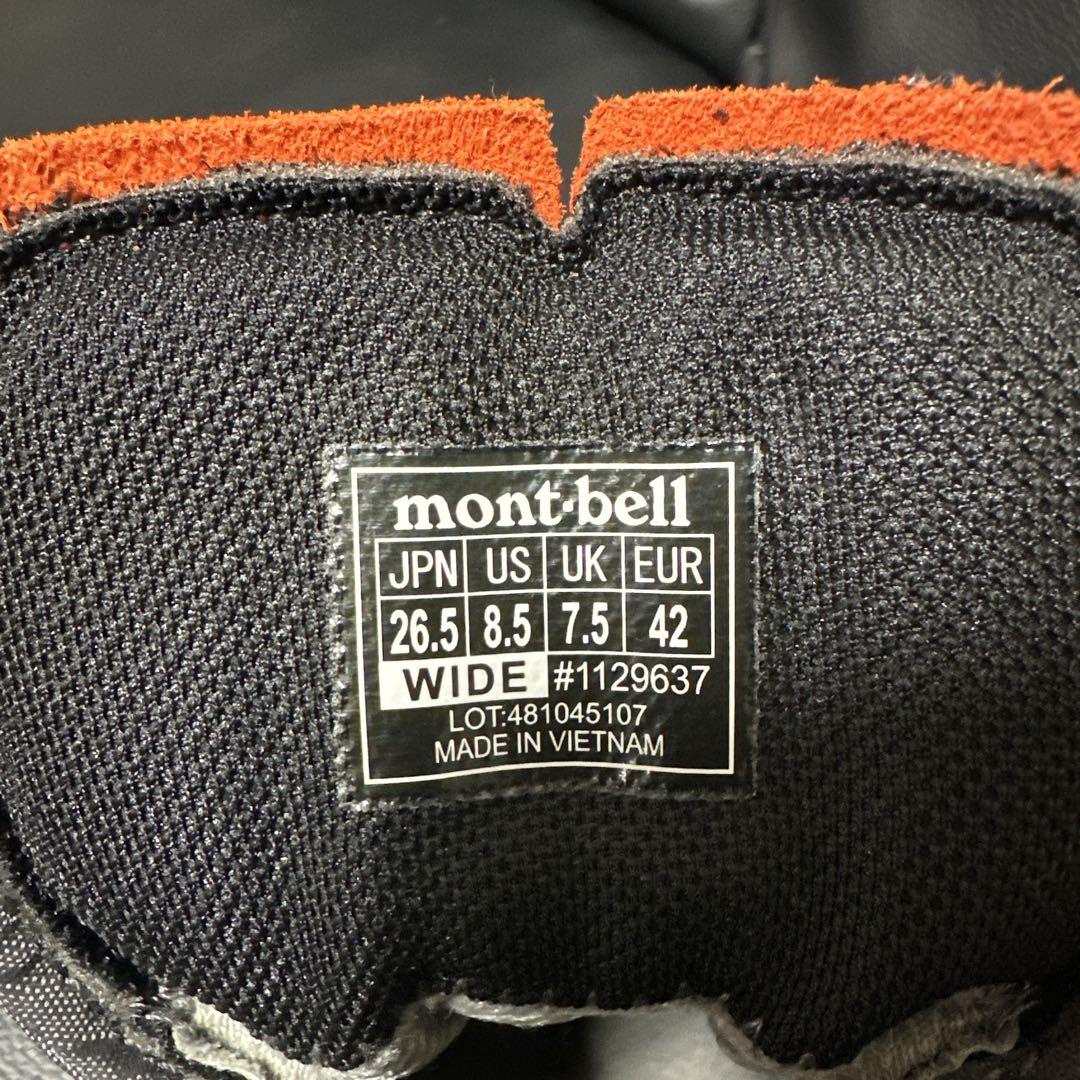 mont-bell
JPN US UK EUR
26.5 8.5 7.5 42
WIDE #1129637
LOT:481045107
MADE IN VIETNAM